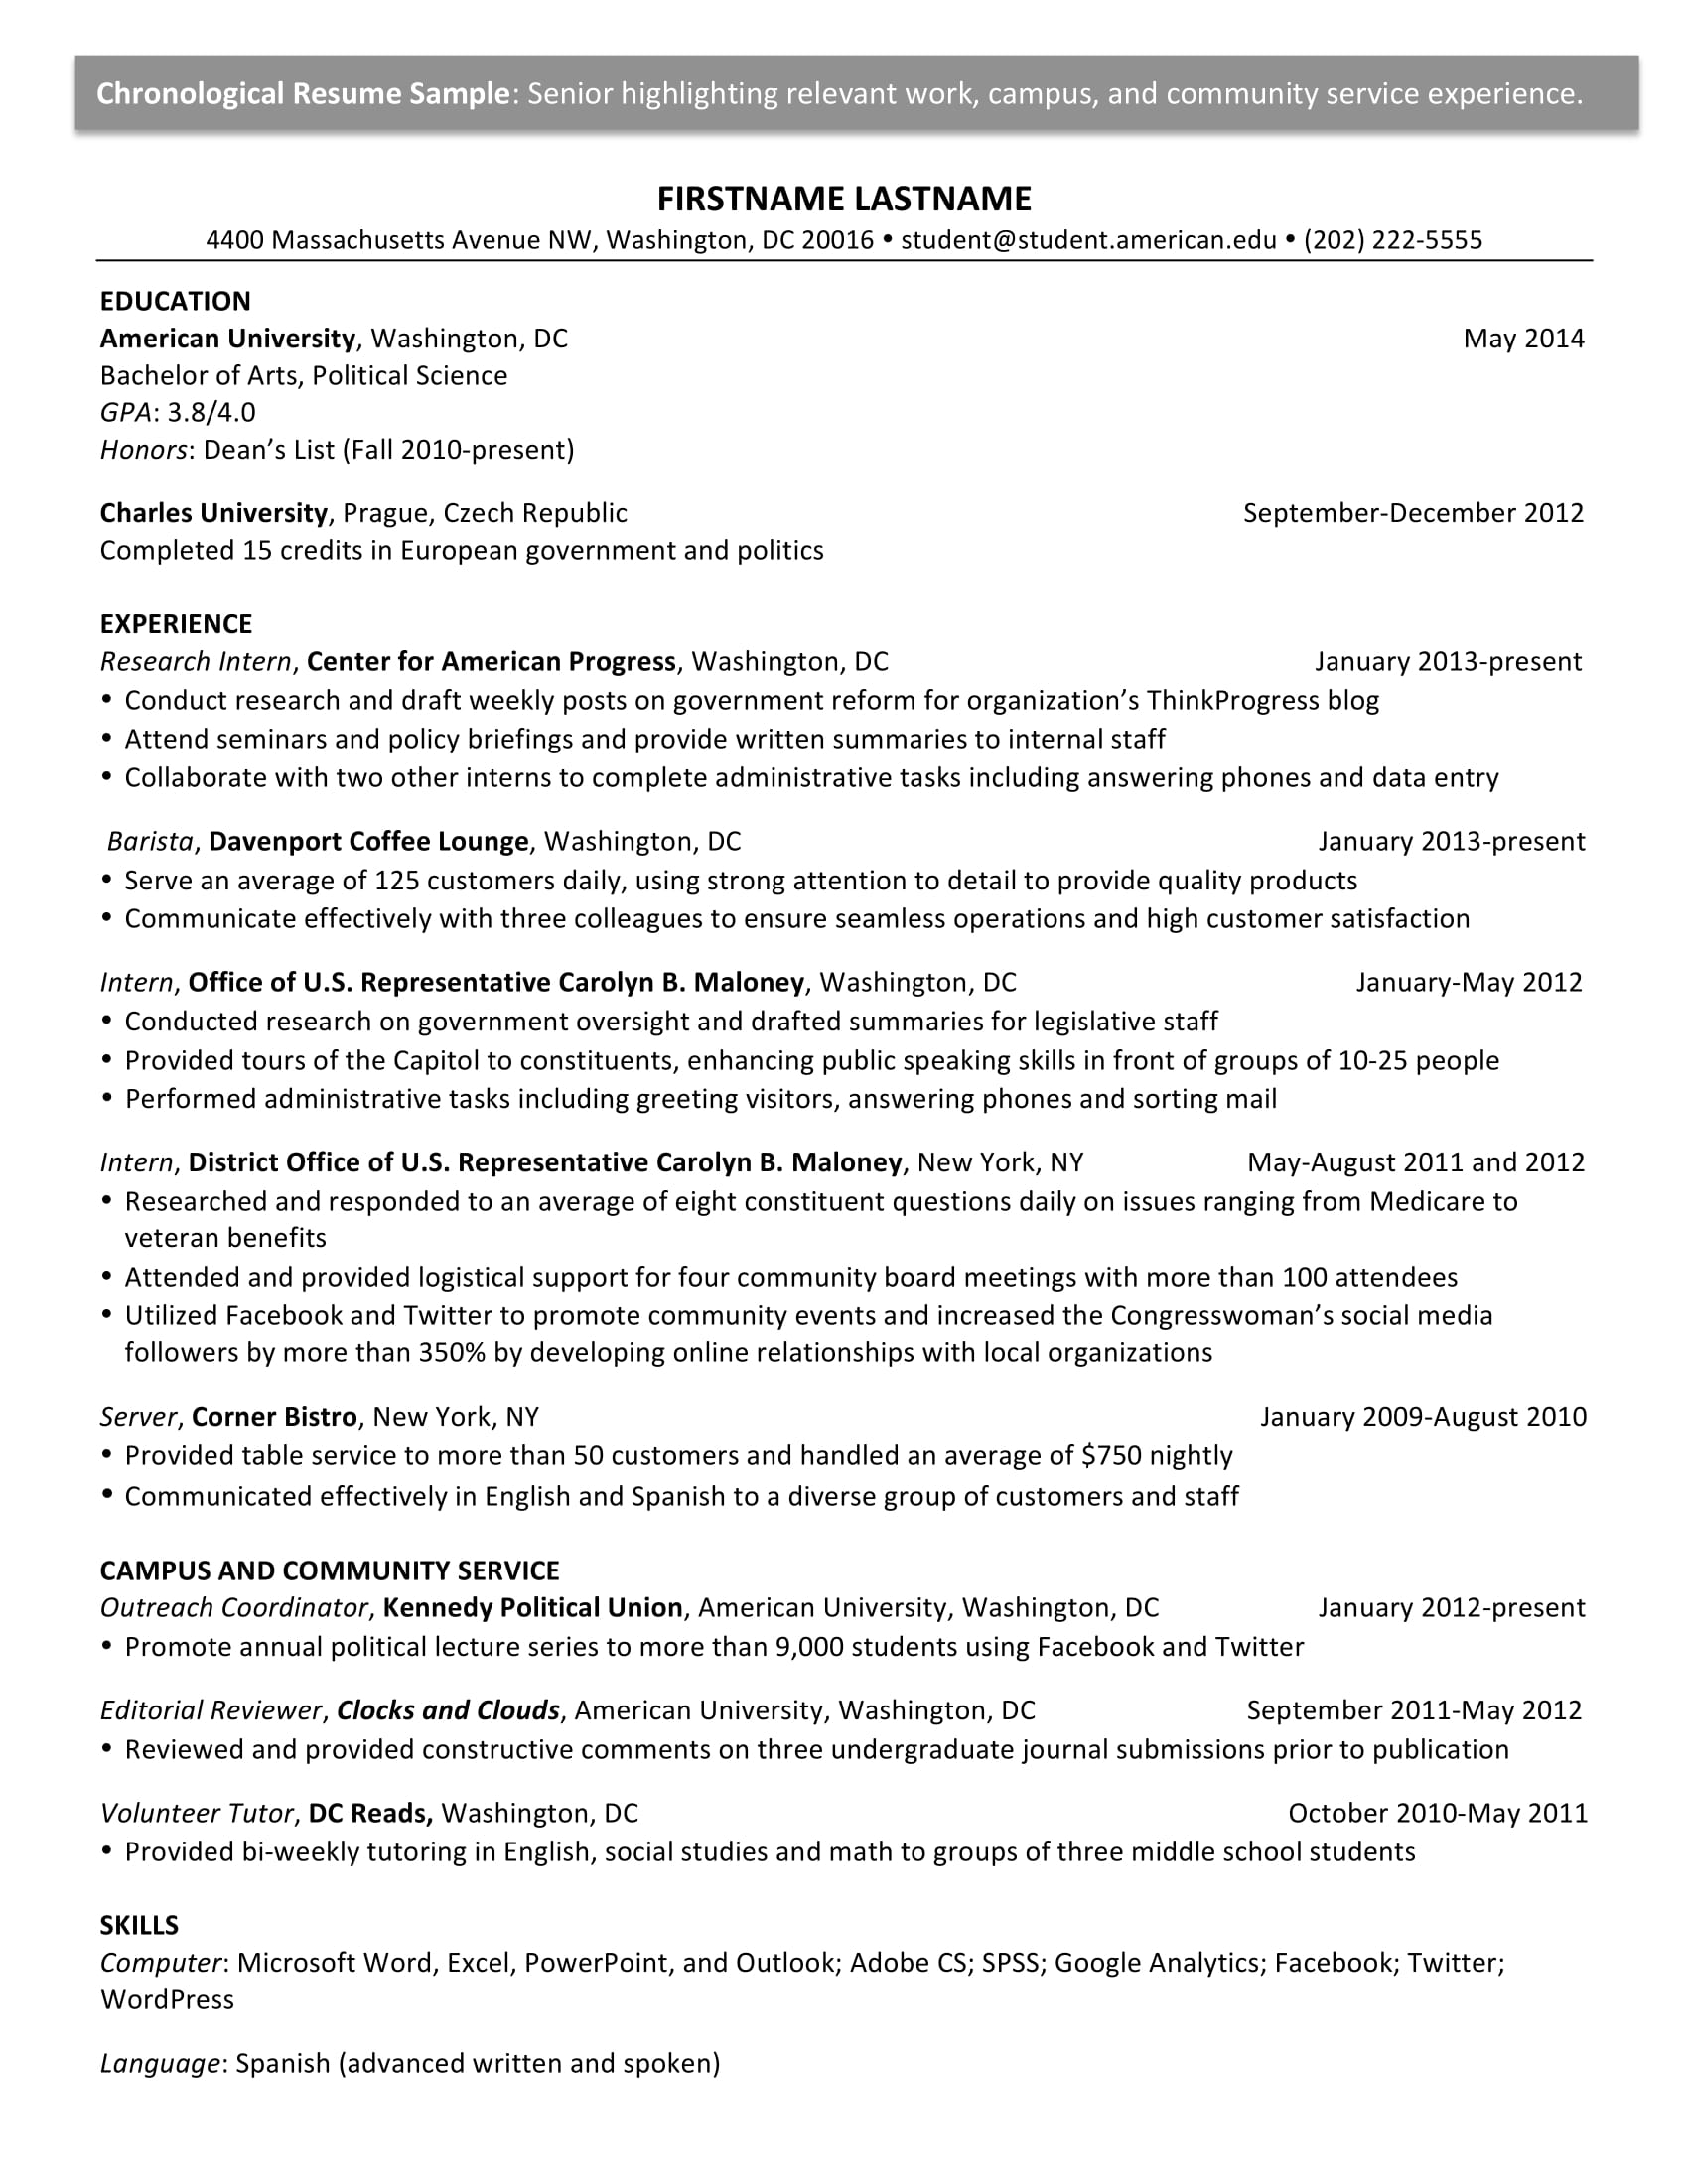 Chronological Resume Sample: Senior highlighting relevant work, campus, and community service experience.
FIRSTNAME LASTNAME
4400 Massachusetts Avenue NW, Washington, DC 20016 • student@student.american.edu • (202) 222-5555
EDUCATION
American University, Washington, DC May 2014
Bachelor of Arts, Political Science
GPA: 3.8/4.0
Honors: Dean’s List (Fall 2010-present)
Charles University, Prague, Czech Republic September-December 2012
Completed 15 credits in European government and politics
EXPERIENCE
Research Intern, Center for American Progress, Washington, DC January 2013-present
• Conduct research and draft weekly posts on government reform for organization’s ThinkProgress blog
• Attend seminars and policy briefings and provide written summaries to internal staff
• Collaborate with two other interns to complete administrative tasks including answering phones and data entry
Barista, Davenport Coffee Lounge, Washington, DC January 2013-present
• Serve an average of 125 customers daily, using strong attention to detail to provide quality products
• Communicate effectively with three colleagues to ensure seamless operations and high customer satisfaction
Intern, Office of U.S. Representative Carolyn B. Maloney, Washington, DC January-May 2012
• Conducted research on government oversight and drafted summaries for legislative staff
• Provided tours of the Capitol to constituents, enhancing public speaking skills in front of groups of 10-25 people
• Performed administrative tasks including greeting visitors, answering phones and sorting mail
Intern, District Office of U.S. Representative Carolyn B. Maloney, New York, NY May-August 2011 and 2012
• Researched and responded to an average of eight constituent questions daily on issues ranging from Medicare to
veteran benefits
• Attended and provided logistical support for four community board meetings with more than 100 attendees
• Utilized Facebook and Twitter to promote community events and increased the Congresswoman’s social media
followers by more than 350% by developing online relationships with local organizations
Server, Corner Bistro, New York, NY January 2009-August 2010
• Provided table service to more than 50 customers and handled an average of $750 nightly
• Communicated effectively in English and Spanish to a diverse group of customers and staff
CAMPUS AND COMMUNITY SERVICE
Outreach Coordinator, Kennedy Political Union, American University, Washington, DC January 2012-present
• Promote annual political lecture series to more than 9,000 students using Facebook and Twitter
Editorial Reviewer, Clocks and Clouds, American University, Washington, DC September 2011-May 2012
• Reviewed and provided constructive comments on three undergraduate journal submissions prior to publication
Volunteer Tutor, DC Reads, Washington, DC October 2010-May 2011
• Provided bi-weekly tutoring in English, social studies and math to groups of three middle school students
SKILLS
Computer: Microsoft Word, Excel, PowerPoint, and Outlook; Adobe CS; SPSS; Google Analytics; Facebook; Twitter;
WordPress
Language: Spanish (advanced written and spoken)